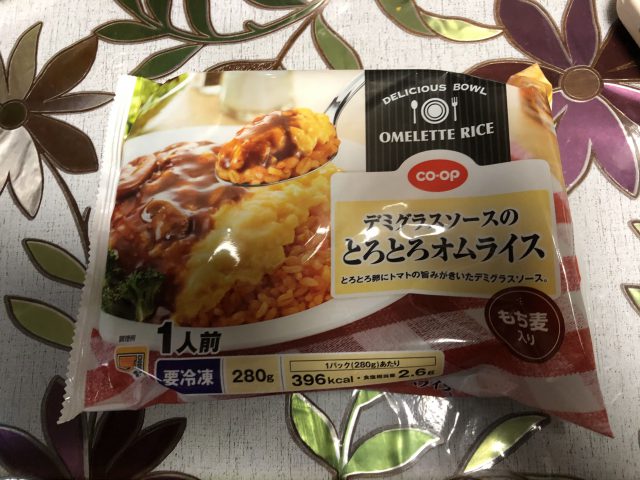 DELICIOUS BOWL
OMELETTE RICE
CO-OP
デミグラスソースの
とろとろオムライス
とろとろ卵にトマトの旨みがきいたデミグラスソース。
もち麦
入り
調理例
1人前
要冷凍
280g
1パック(280g)あたり
396kcal・食塩相当量2.6g